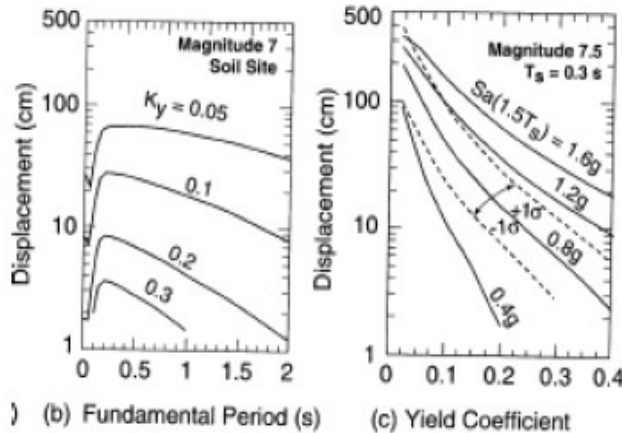 500
Magnitude 7
Soil Site
Ky = 0.05
0.1
0.2
0.3
100
10
1
Displacement (cm)
0 0.5 1 1.5 2
) (b) Fundamental Period (s)
500
Magnitude 7.5
Ts = 0.3 s
Sa(1.5Ts) = 1.6g
1.2g
0.8g
0.4g
+1σ
-1σ
100
10
1
Displacement (cm)
0 0.1 0.2 0.3 0.4
(c) Yield Coefficient